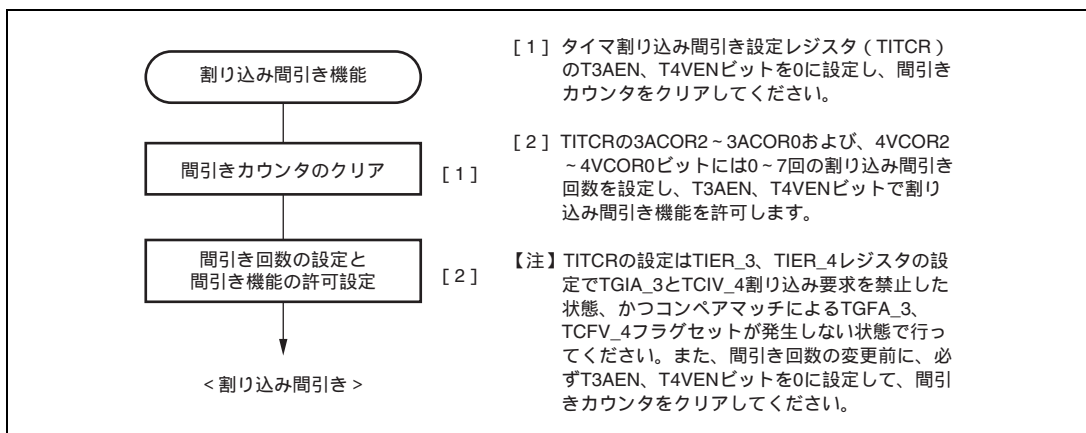 割り込み間引き機能
間引きカウンタのクリア
[ 1 ]
間引き回数の設定と
間引き機能の許可設定
[ 2 ]
<割り込み間引き>
[ 1 ] タイマ割り込み間引き設定レジスタ（TITCR）
のT3AEN、T4VENビットを0に設定し、間引き
カウンタをクリアしてください。
[ 2 ] TITCRの3ACOR2～3ACOR0および、4VCOR2
～4VCOR0ビットには0～7回の割り込み間引き
回数を設定し、T3AEN、T4VENビットで割り
込み間引き機能を許可します。
【注】TITCRの設定はTIER_3、TIER_4レジスタの設
定でTGIA_3とTCIV_4割り込み要求を禁止した
状態、かつコンペアマッチによるTGFA_3、
TCFV_4フラグセットが発生しない状態で行っ
てください。また、間引き回数の変更前に、必
ずT3AEN、T4VENビットを0に設定して、間引
きカウンタをクリアしてください。